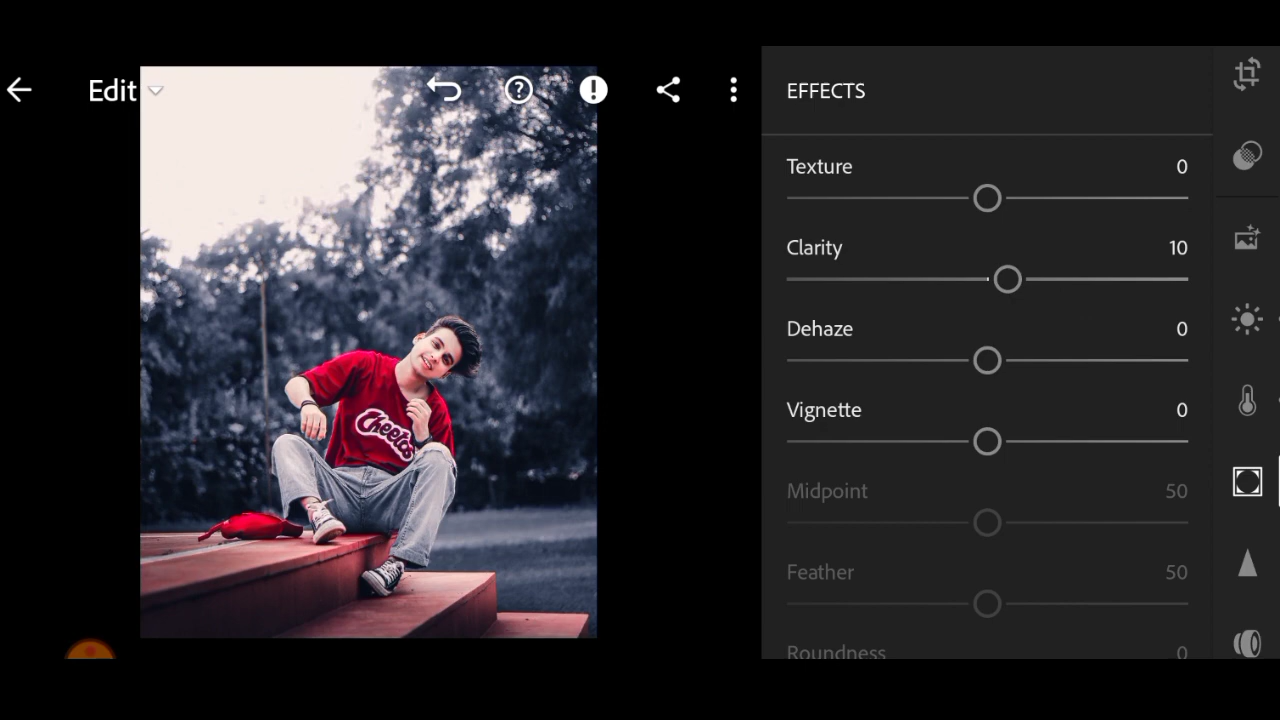 Edit
EFFECTS
Texture 0
Clarity 10
Dehaze 0
Vignette 0
Midpoint 50
Feather 50
Roundness 0
Cheetos